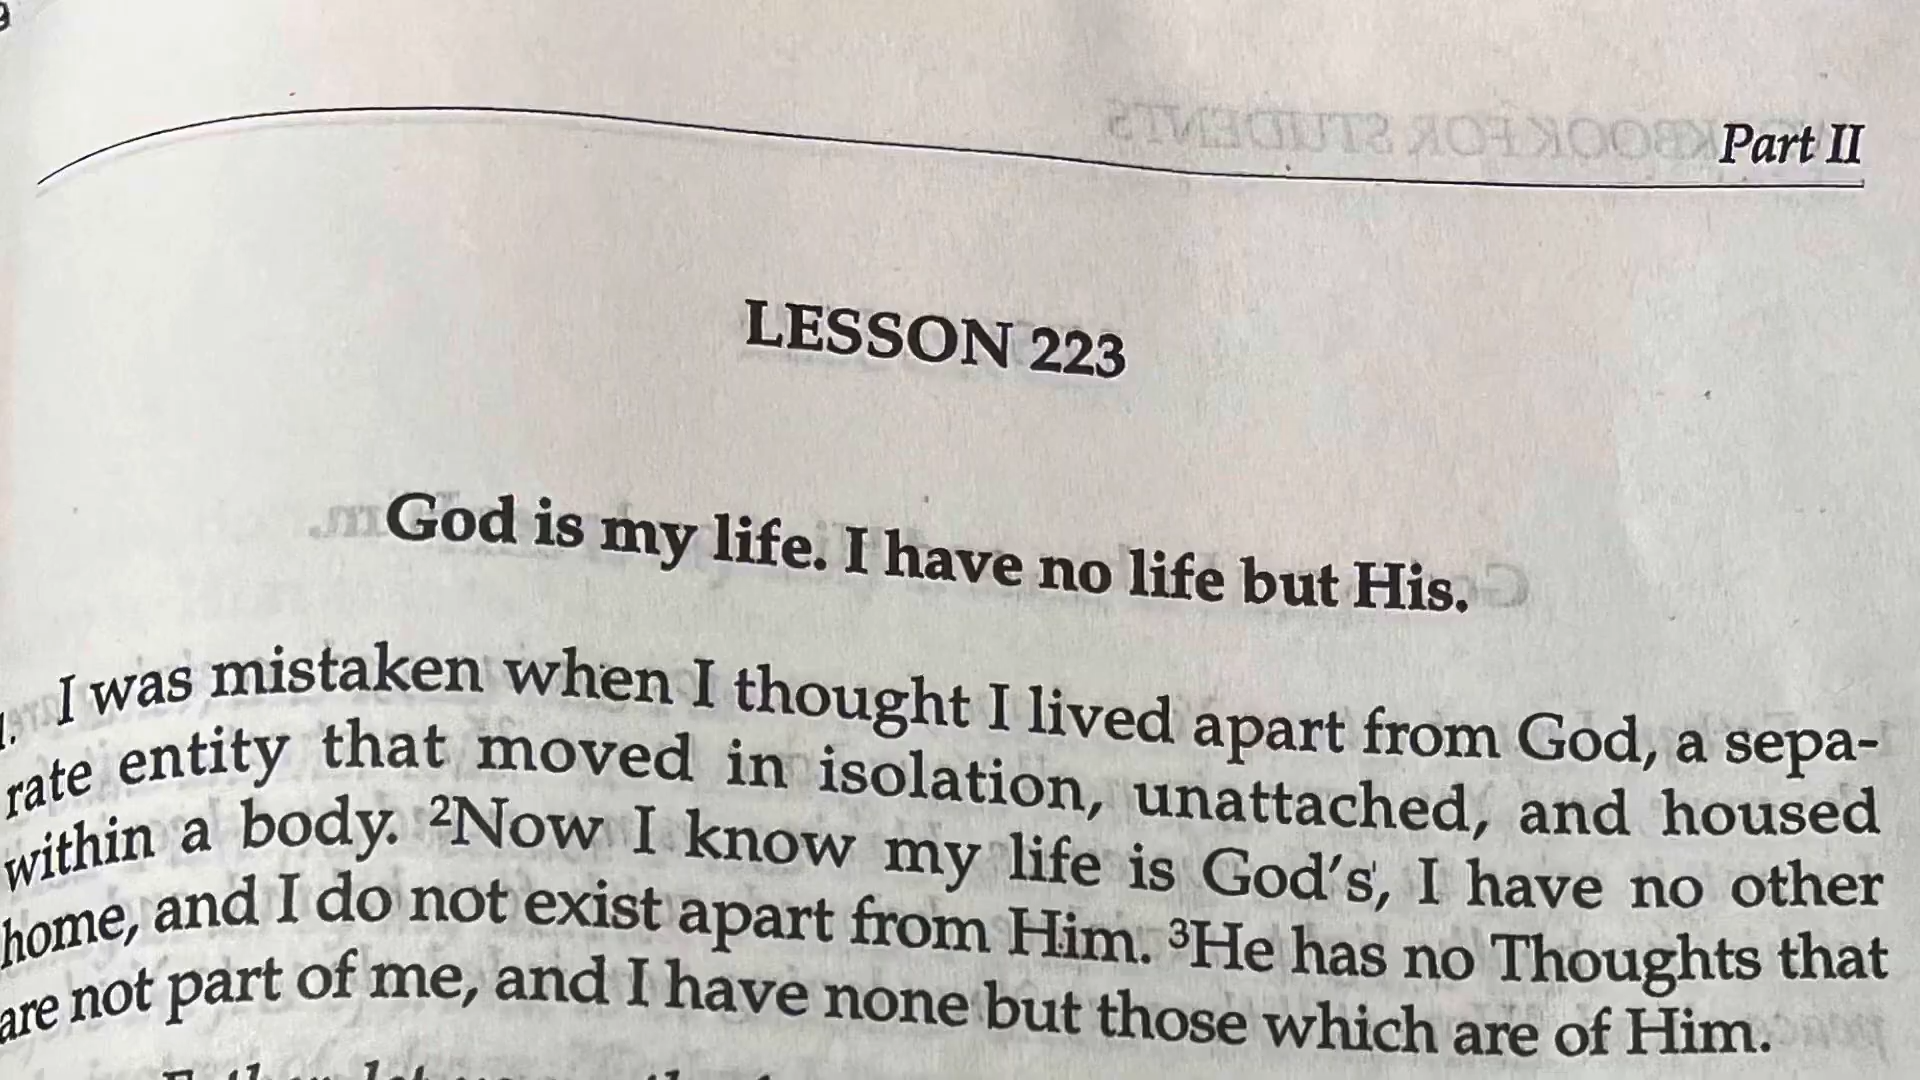 Part II
LESSON 223
God is my life. I have no life but His.
1. I was mistaken when I thought I lived apart from God, a sepa-
rate entity that moved in isolation, unattached, and housed
within a body. ²Now I know my life is God's, I have no other
home, and I do not exist apart from Him. ³He has no Thoughts that
are not part of me, and I have none but those which are of Him.